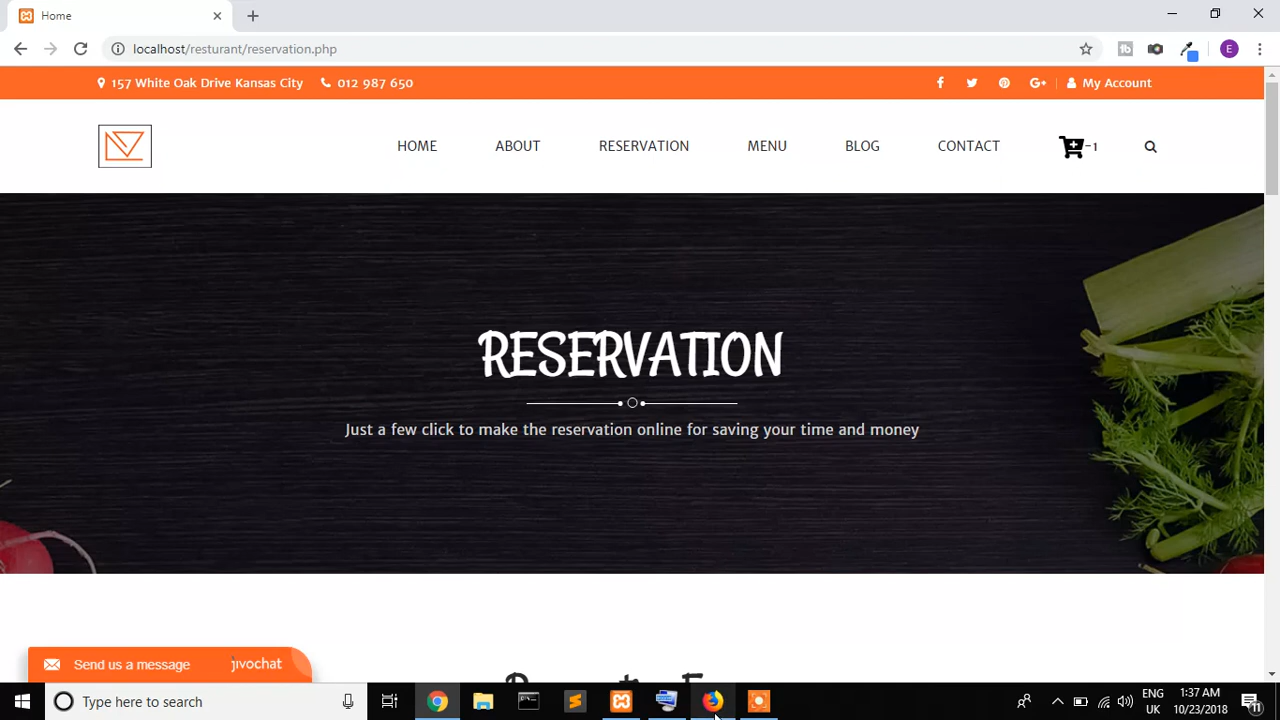 Home
localhost/resturant/reservation.php
E
157 White Oak Drive Kansas City 012 987 650 My Account
HOME ABOUT RESERVATION MENU BLOG CONTACT -1
RESERVATION
Just a few click to make the reservation online for saving your time and money
Send us a message jivochat
Type here to search
ENG 1:37 AM
UK 10/23/2018 11